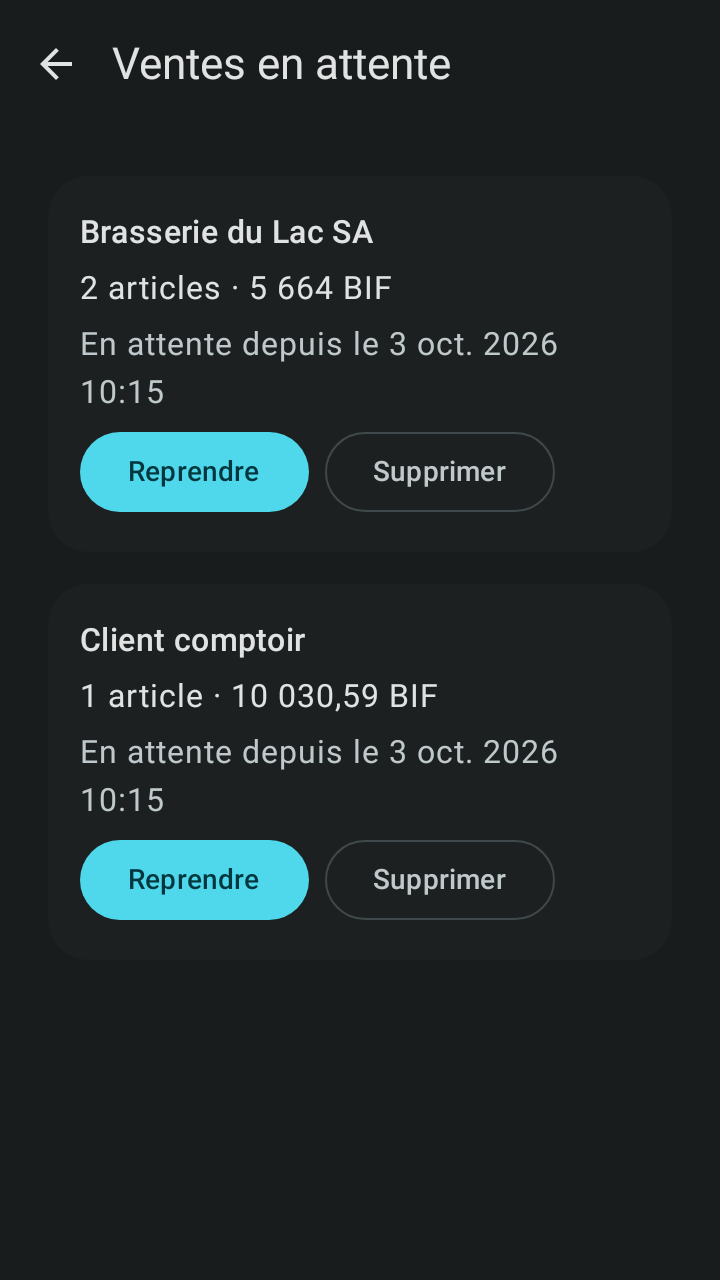 Ventes en attente
Brasserie du Lac SA
2 articles · 5 664 BIF
En attente depuis le 3 oct. 2026
10:15
Reprendre
Supprimer
Client comptoir
1 article · 10 030,59 BIF
En attente depuis le 3 oct. 2026
10:15
Reprendre
Supprimer